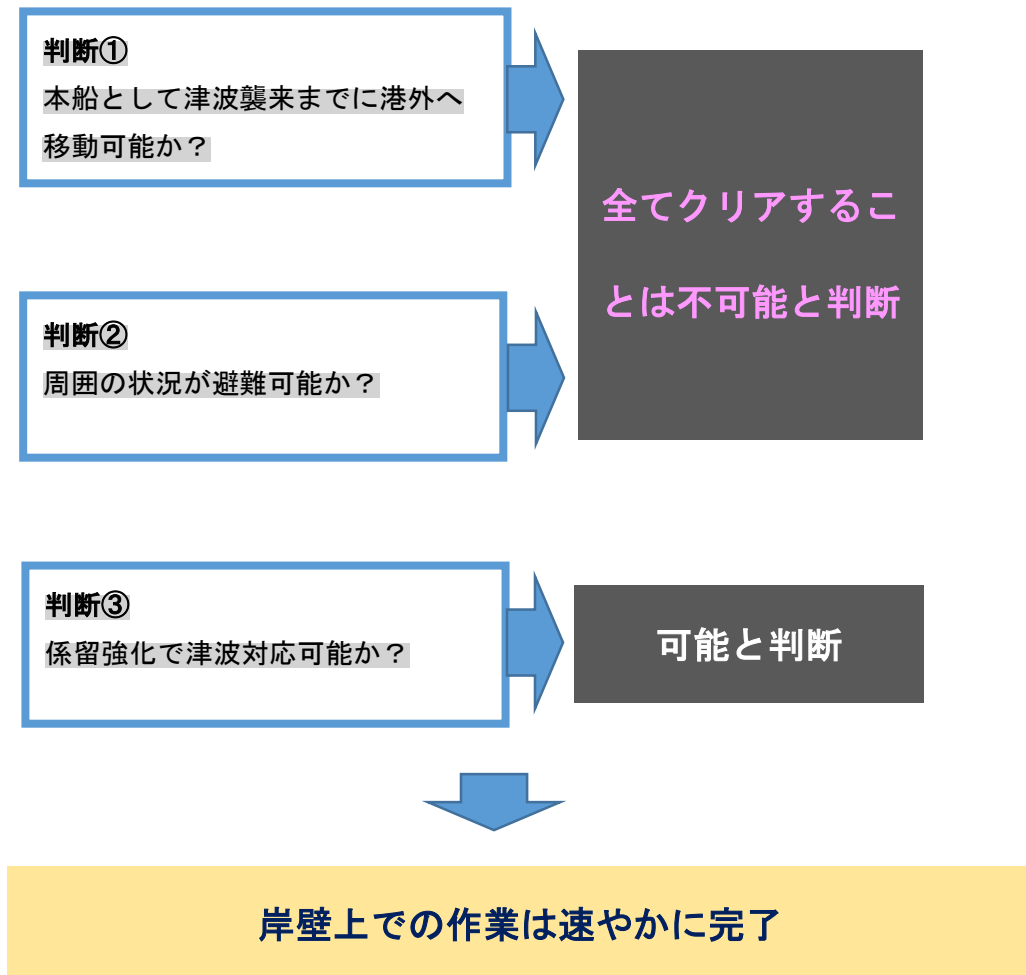 判断①
本船として津波襲来までに港外へ
移動可能か？
全てクリアするこ
とは不可能と判断
判断②
周囲の状況が避難可能か？
判断③
係留強化で津波対応可能か？
可能と判断
岸壁上での作業は速やかに完了